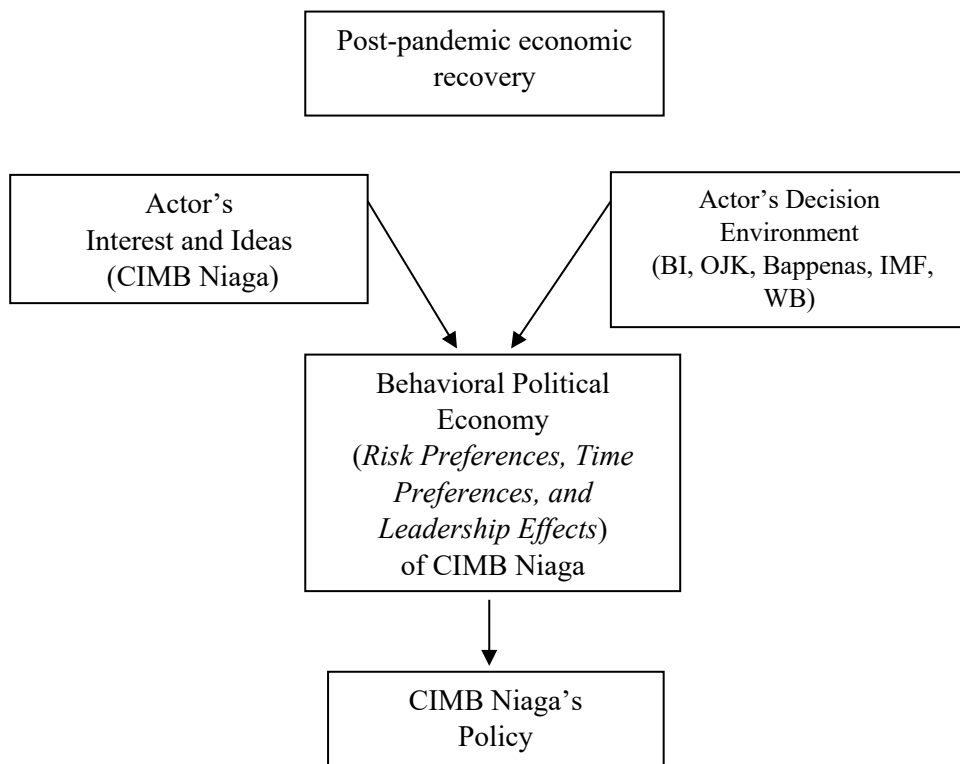 Post-pandemic economic
recovery
Actor’s
Interest and Ideas
(CIMB Niaga)
Actor’s Decision
Environment
(BI, OJK, Bappenas, IMF,
WB)
Behavioral Political
Economy
(Risk Preferences, Time
Preferences, and
Leadership Effects)
of CIMB Niaga
CIMB Niaga’s
Policy